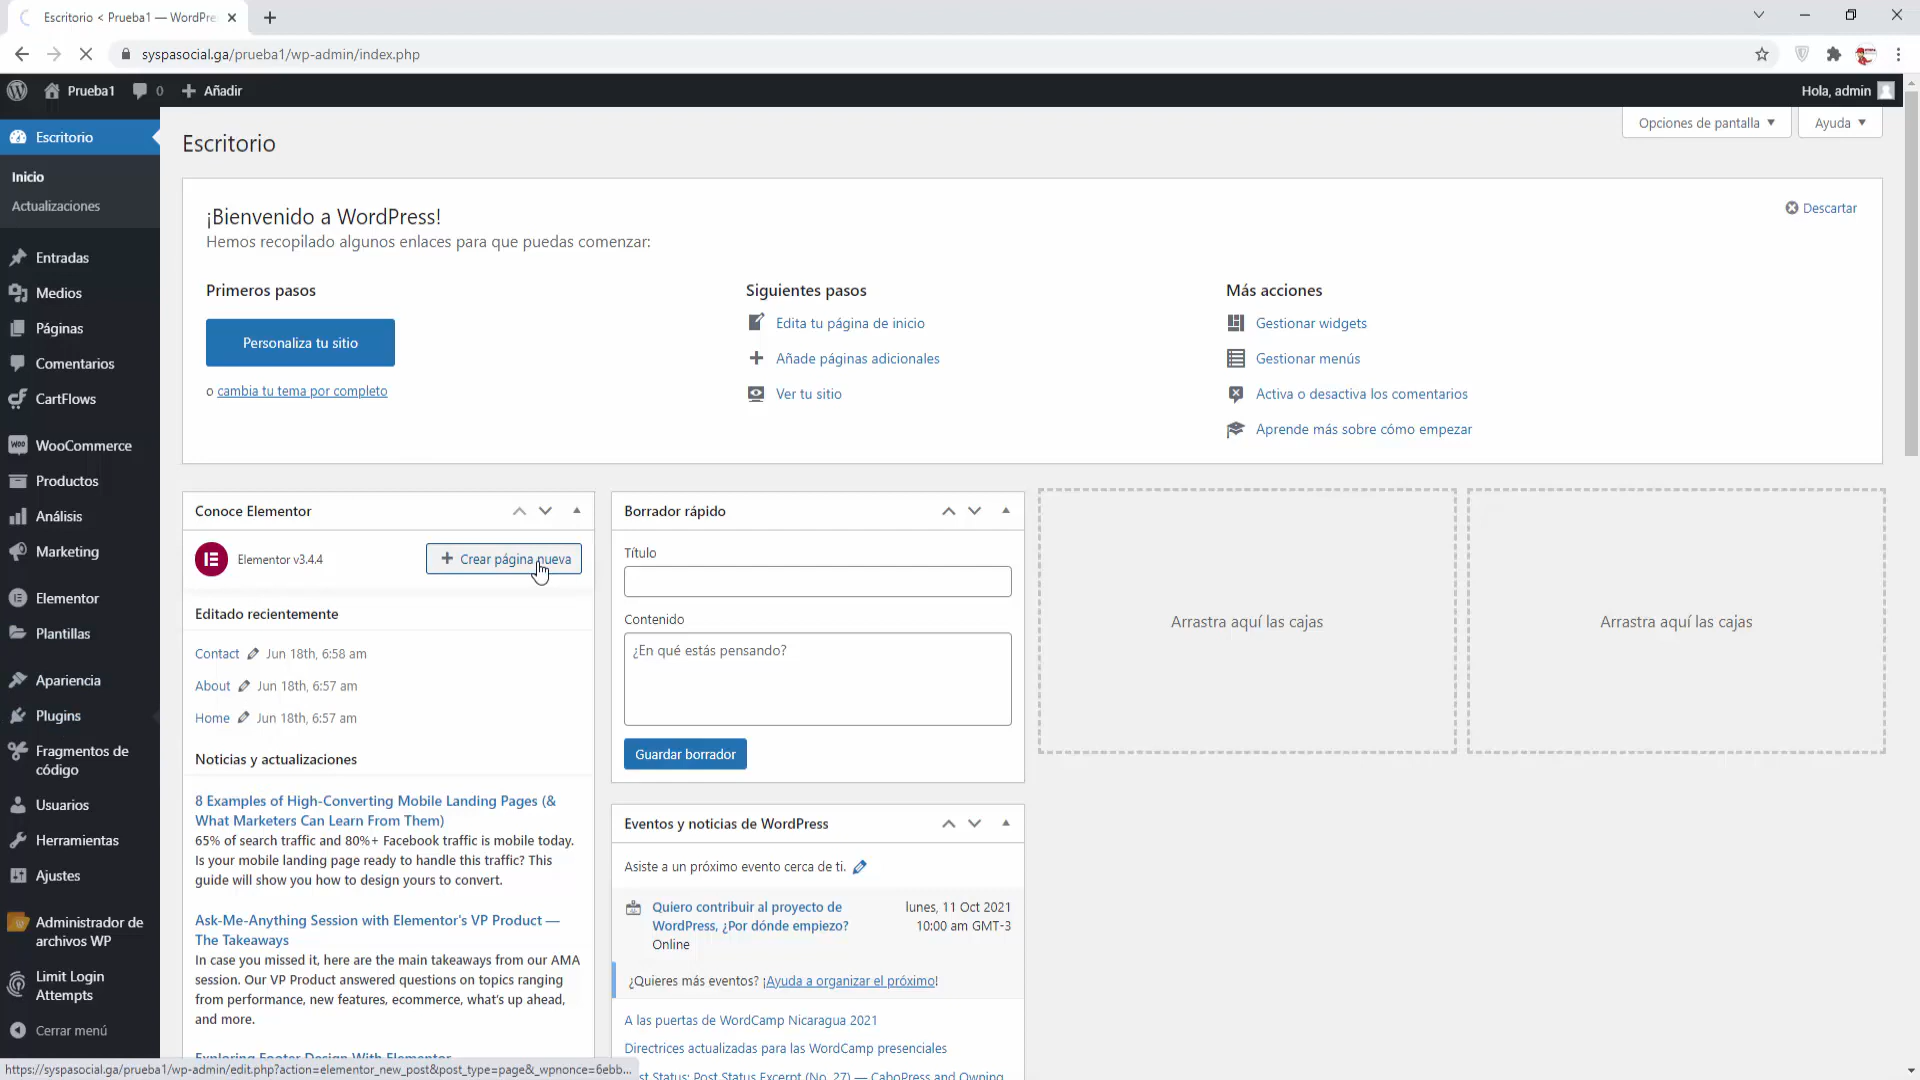 Escritorio < Prueba1 — WordPre
syspasocial.ga/prueba1/wp-admin/index.php
Prueba1
0
Añadir
Hola, admin
Escritorio
Inicio
Actualizaciones
Entradas
Medios
Páginas
Comentarios
CartFlows
WooCommerce
Productos
Análisis
Marketing
Elementor
Plantillas
Apariencia
Plugins
Fragmentos de
código
Usuarios
Herramientas
Ajustes
Administrador de
archivos WP
Limit Login
Attempts
Cerrar menú
Opciones de pantalla
Ayuda
Escritorio
¡Bienvenido a WordPress!
Hemos recopilado algunos enlaces para que puedas comenzar:
Descartar
Primeros pasos
Personaliza tu sitio
o cambia tu tema por completo
Siguientes pasos
Edita tu página de inicio
Añade páginas adicionales
Ver tu sitio
Más acciones
Gestionar widgets
Gestionar menús
Activa o desactiva los comentarios
Aprende más sobre cómo empezar
Conoce Elementor
Elementor v3.4.4
Crear página nueva
Editado recientemente
Contact Jun 18th, 6:58 am
About Jun 18th, 6:57 am
Home Jun 18th, 6:57 am
Noticias y actualizaciones
8 Examples of High-Converting Mobile Landing Pages (&
What Marketers Can Learn From Them)
65% of search traffic and 80%+ Facebook traffic is mobile today.
Is your mobile landing page ready to handle this traffic? This
guide will show you how to design yours to convert.
Ask-Me-Anything Session with Elementor's VP Product —
The Takeaways
In case you missed it, here are the main takeaways from our AMA
session. Our VP Product answered questions on topics ranging
from performance, new features, ecommerce, what's up ahead,
and more.
Exploring Footer Design With Elementor
Borrador rápido
Título
Contenido
¿En qué estás pensando?
Guardar borrador
Eventos y noticias de WordPress
Asiste a un próximo evento cerca de ti.
Quiero contribuir al proyecto de
WordPress, ¿Por dónde empiezo?
Online
lunes, 11 Oct 2021
10:00 am GMT-3
¿Quieres más eventos? ¡Ayuda a organizar el próximo!
A las puertas de WordCamp Nicaragua 2021
Directrices actualizadas para las WordCamp presenciales
Post Status: Post Status Excerpt (No. 27) — CaboPress and Owning
Arrastra aquí las cajas
Arrastra aquí las cajas
https://syspasocial.ga/prueba1/wp-admin/edit.php?action=elementor_new_post&post_type=page&_wpnonce=6ebb...